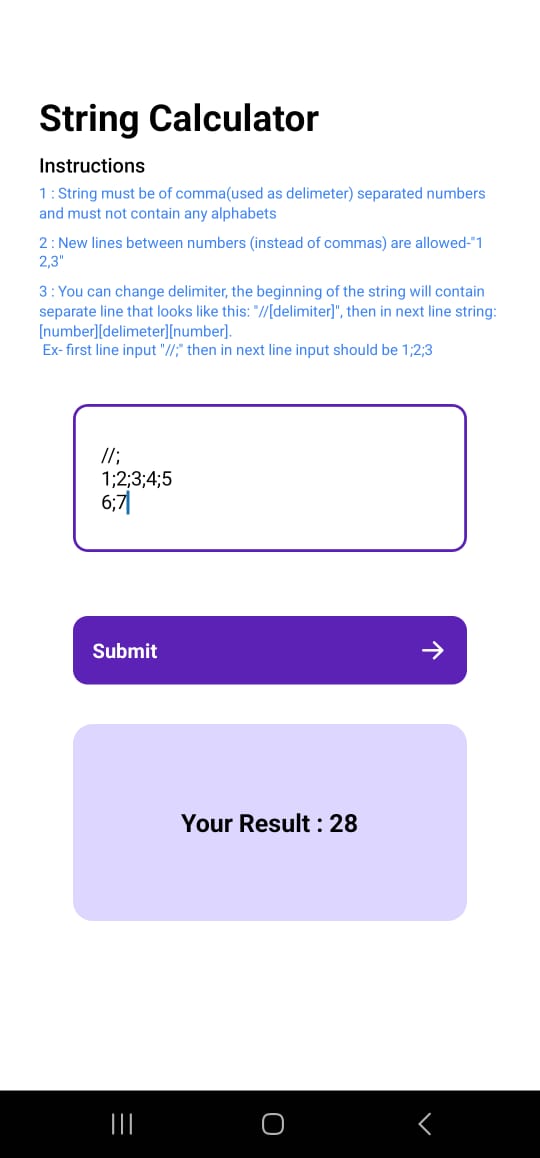 String Calculator
Instructions
1 : String must be of comma(used as delimeter) separated numbers
and must not contain any alphabets
2 : New lines between numbers (instead of commas) are allowed-"1
2,3"
3 : You can change delimiter, the beginning of the string will contain
separate line that looks like this: "//[delimiter]", then in next line string:
[number][delimeter][number].
Ex- first line input "//;" then in next line input should be 1;2;3
//;
1;2;3;4;5
6;7
Submit
Your Result : 28